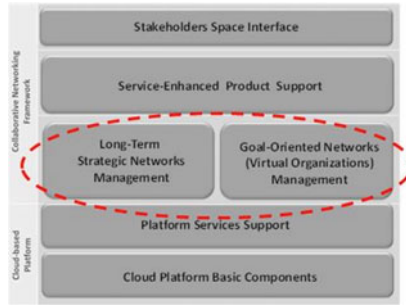 Collaborative Networking
Framework
Stakeholders Space Interface
Service-Enhanced Product Support
Long-Term
Strategic Networks
Management
Goal-Oriented Networks
(Virtual Organizations)
Management
Cloud-based
Platform
Platform Services Support
Cloud Platform Basic Components